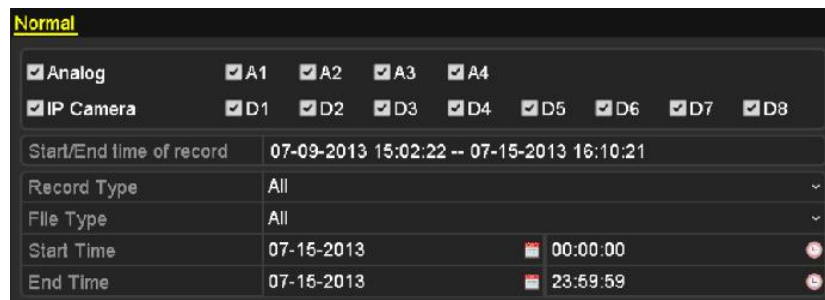 Normal
Analog A1 A2 A3 A4
IP Camera D1 D2 D3 D4 D5 D6 D7 D8
Start/End time of record 07-09-2013 15:02:22 -- 07-15-2013 16:10:21
Record Type All
File Type All
Start Time 07-15-2013 00:00:00
End Time 07-15-2013 23:59:59